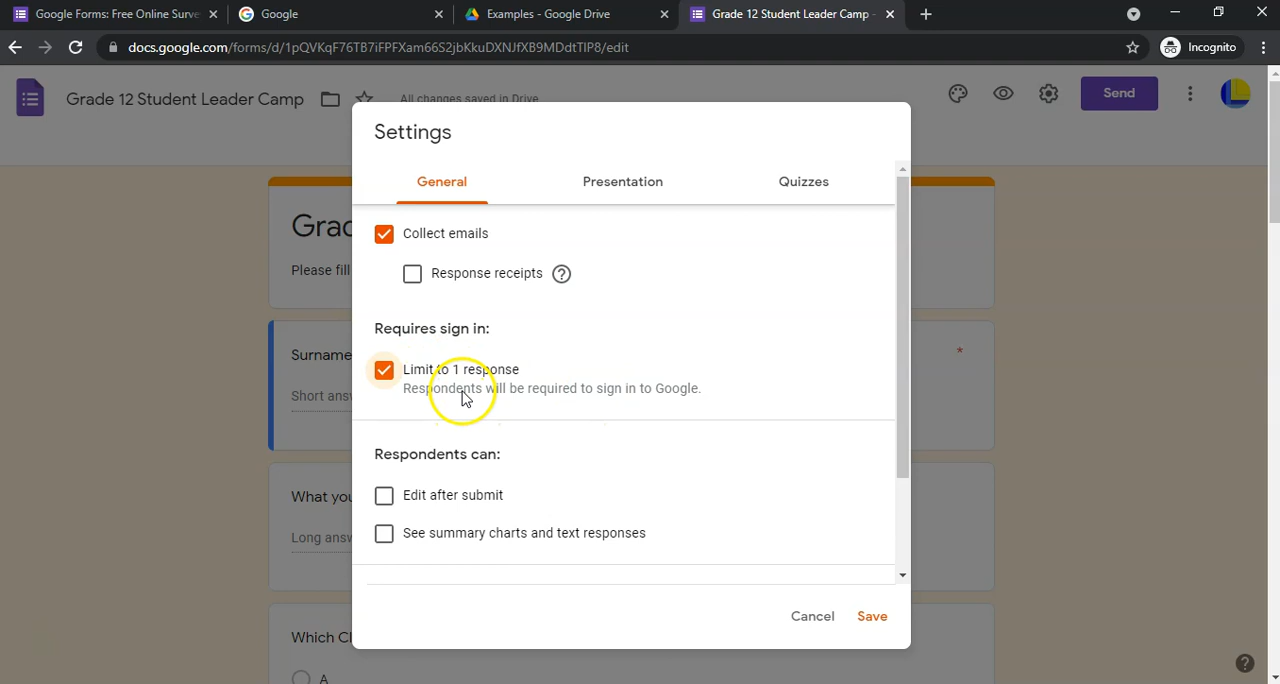 Google Forms: Free Online Surve
Google
Examples - Google Drive
Grade 12 Student Leader Camp -
docs.google.com/forms/d/1pQVKqF76TB7iFPFXam66S2jbKkuDXNJfXB9MDdtTIP8/edit
Incognito
Grade 12 Student Leader Camp
All changes saved in Drive
Send
Settings
General
Presentation
Quizzes
Grad
Collect emails
Please fill
Response receipts
Requires sign in:
Surname
*
Limit to 1 response
Respondents will be required to sign in to Google.
Short ans
Respondents can:
What you
Edit after submit
Long answ
See summary charts and text responses
Cancel
Save
Which Cl
A